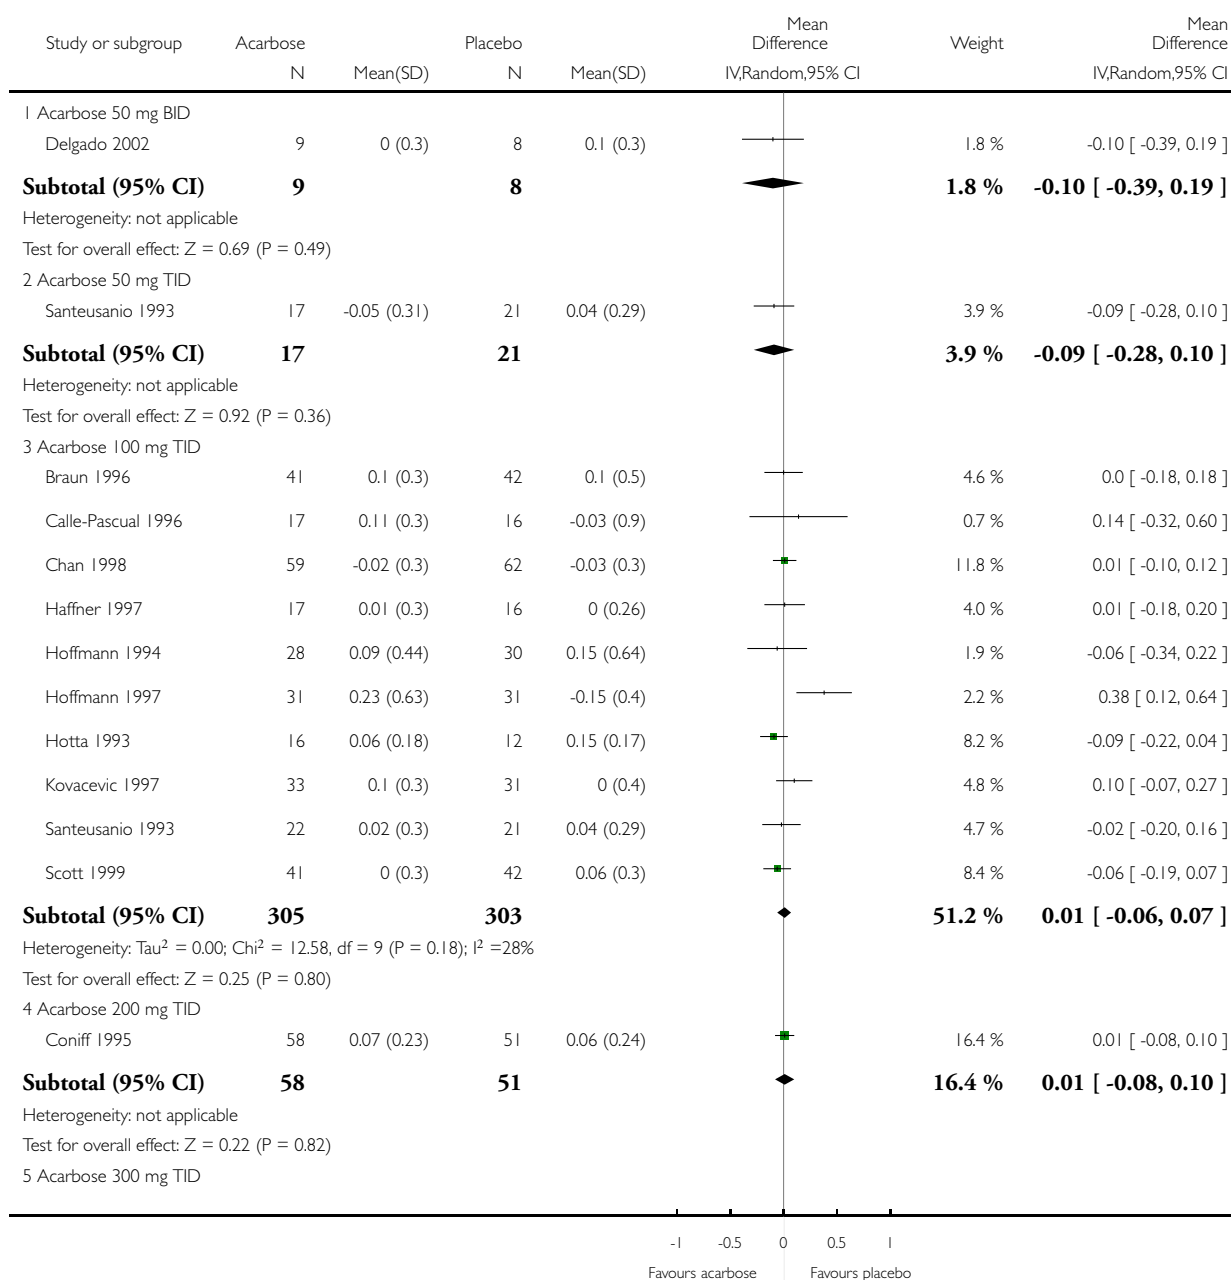 Study or subgroup Acarbose Placebo Mean Difference Weight Mean Difference
N Mean(SD) N Mean(SD) IV,Random,95% CI IV,Random,95% CI
1 Acarbose 50 mg BID
Delgado 2002 9 0 (0.3) 8 0.1 (0.3) 1.8 % -0.10 [ -0.39, 0.19 ]
Subtotal (95% CI) 9 8 1.8 % -0.10 [ -0.39, 0.19 ]
Heterogeneity: not applicable
Test for overall effect: Z = 0.69 (P = 0.49)
2 Acarbose 50 mg TID
Santeusanio 1993 17 -0.05 (0.31) 21 0.04 (0.29) 3.9 % -0.09 [ -0.28, 0.10 ]
Subtotal (95% CI) 17 21 3.9 % -0.09 [ -0.28, 0.10 ]
Heterogeneity: not applicable
Test for overall effect: Z = 0.92 (P = 0.36)
3 Acarbose 100 mg TID
Braun 1996 41 0.1 (0.3) 42 0.1 (0.5) 4.6 % 0.0 [ -0.18, 0.18 ]
Calle-Pascual 1996 17 0.11 (0.3) 16 -0.03 (0.9) 0.7 % 0.14 [ -0.32, 0.60 ]
Chan 1998 59 -0.02 (0.3) 62 -0.03 (0.3) 11.8 % 0.01 [ -0.10, 0.12 ]
Haffner 1997 17 0.01 (0.3) 16 0 (0.26) 4.0 % 0.01 [ -0.18, 0.20 ]
Hoffmann 1994 28 0.09 (0.44) 30 0.15 (0.64) 1.9 % -0.06 [ -0.34, 0.22 ]
Hoffmann 1997 31 0.23 (0.63) 31 -0.15 (0.4) 2.2 % 0.38 [ 0.12, 0.64 ]
Hotta 1993 16 0.06 (0.18) 12 0.15 (0.17) 8.2 % -0.09 [ -0.22, 0.04 ]
Kovacevic 1997 33 0.1 (0.3) 31 0 (0.4) 4.8 % 0.10 [ -0.07, 0.27 ]
Santeusanio 1993 22 0.02 (0.3) 21 0.04 (0.29) 4.7 % -0.02 [ -0.20, 0.16 ]
Scott 1999 41 0 (0.3) 42 0.06 (0.3) 8.4 % -0.06 [ -0.19, 0.07 ]
Subtotal (95% CI) 305 303 51.2 % 0.01 [ -0.06, 0.07 ]
Heterogeneity: Tau² = 0.00; Chi² = 12.58, df = 9 (P = 0.18); I² =28%
Test for overall effect: Z = 0.25 (P = 0.80)
4 Acarbose 200 mg TID
Coniff 1995 58 0.07 (0.23) 51 0.06 (0.24) 16.4 % 0.01 [ -0.08, 0.10 ]
Subtotal (95% CI) 58 51 16.4 % 0.01 [ -0.08, 0.10 ]
Heterogeneity: not applicable
Test for overall effect: Z = 0.22 (P = 0.82)
5 Acarbose 300 mg TID
-1 -0.5 0 0.5 1
Favours acarbose Favours placebo